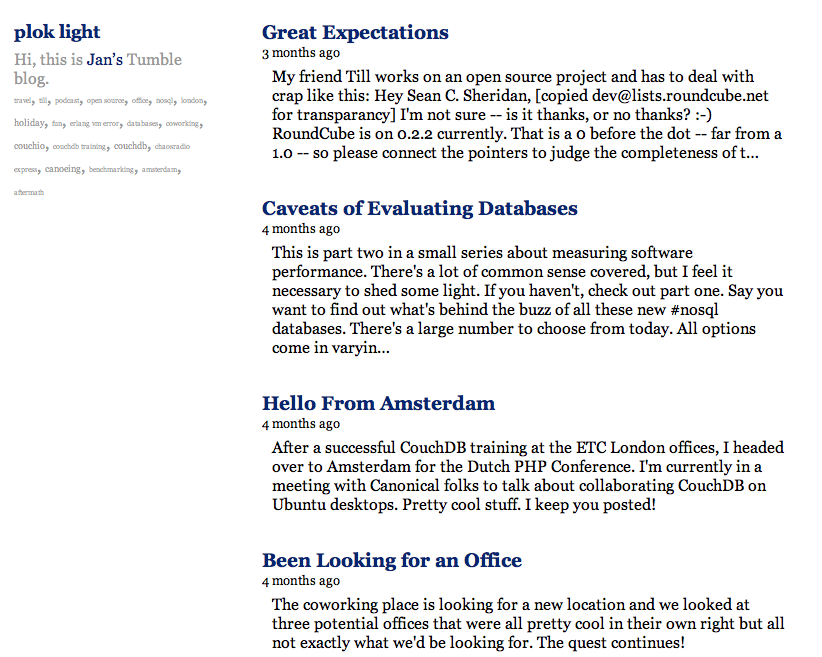 plok light
Hi, this is Jan's Tumble
blog.
travel, till, podcast, open source, office, nosql, london,
holiday, fun, erlang vm error, databases, coworking,
couchio, couchdb training, couchdb, chaosradio
express, canoeing, benchmarking, amsterdam,
aftermath
Great Expectations
3 months ago
My friend Till works on an open source project and has to deal with
crap like this: Hey Sean C. Sheridan, [copied dev@lists.roundcube.net
for transparancy] I'm not sure -- is it thanks, or no thanks? :-)
RoundCube is on 0.2.2 currently. That is a 0 before the dot -- far from a
1.0 -- so please connect the pointers to judge the completeness of t...
Caveats of Evaluating Databases
4 months ago
This is part two in a small series about measuring software
performance. There's a lot of common sense covered, but I feel it
necessary to shed some light. If you haven't, check out part one. Say you
want to find out what's behind the buzz of all these new #nosql
databases. There's a large number to choose from today. All options
come in varyin...
Hello From Amsterdam
4 months ago
After a successful CouchDB training at the ETC London offices, I headed
over to Amsterdam for the Dutch PHP Conference. I'm currently in a
meeting with Canonical folks to talk about collaborating CouchDB on
Ubuntu desktops. Pretty cool stuff. I keep you posted!
Been Looking for an Office
4 months ago
The coworking place is looking for a new location and we looked at
three potential offices that were all pretty cool in their own right but all
not exactly what we'd be looking for. The quest continues!